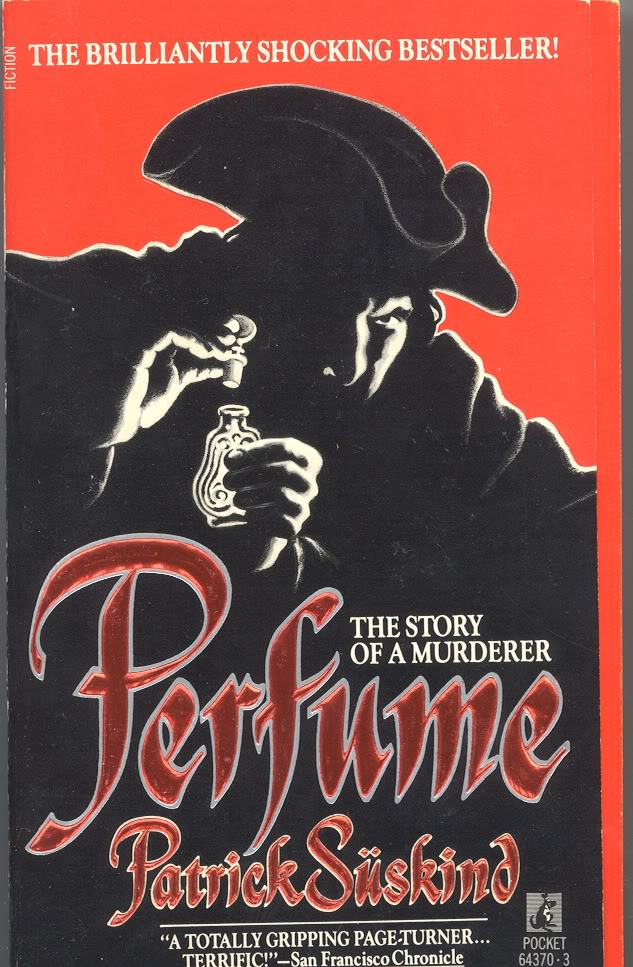 FICTION
THE BRILLIANTLY SHOCKING BESTSELLER!
THE STORY
OF A MURDERER
Perfume
Patrick Süskind
"A TOTALLY GRIPPING PAGE-TURNER...
TERRIFIC!"—San Francisco Chronicle
POCKET
64370·3